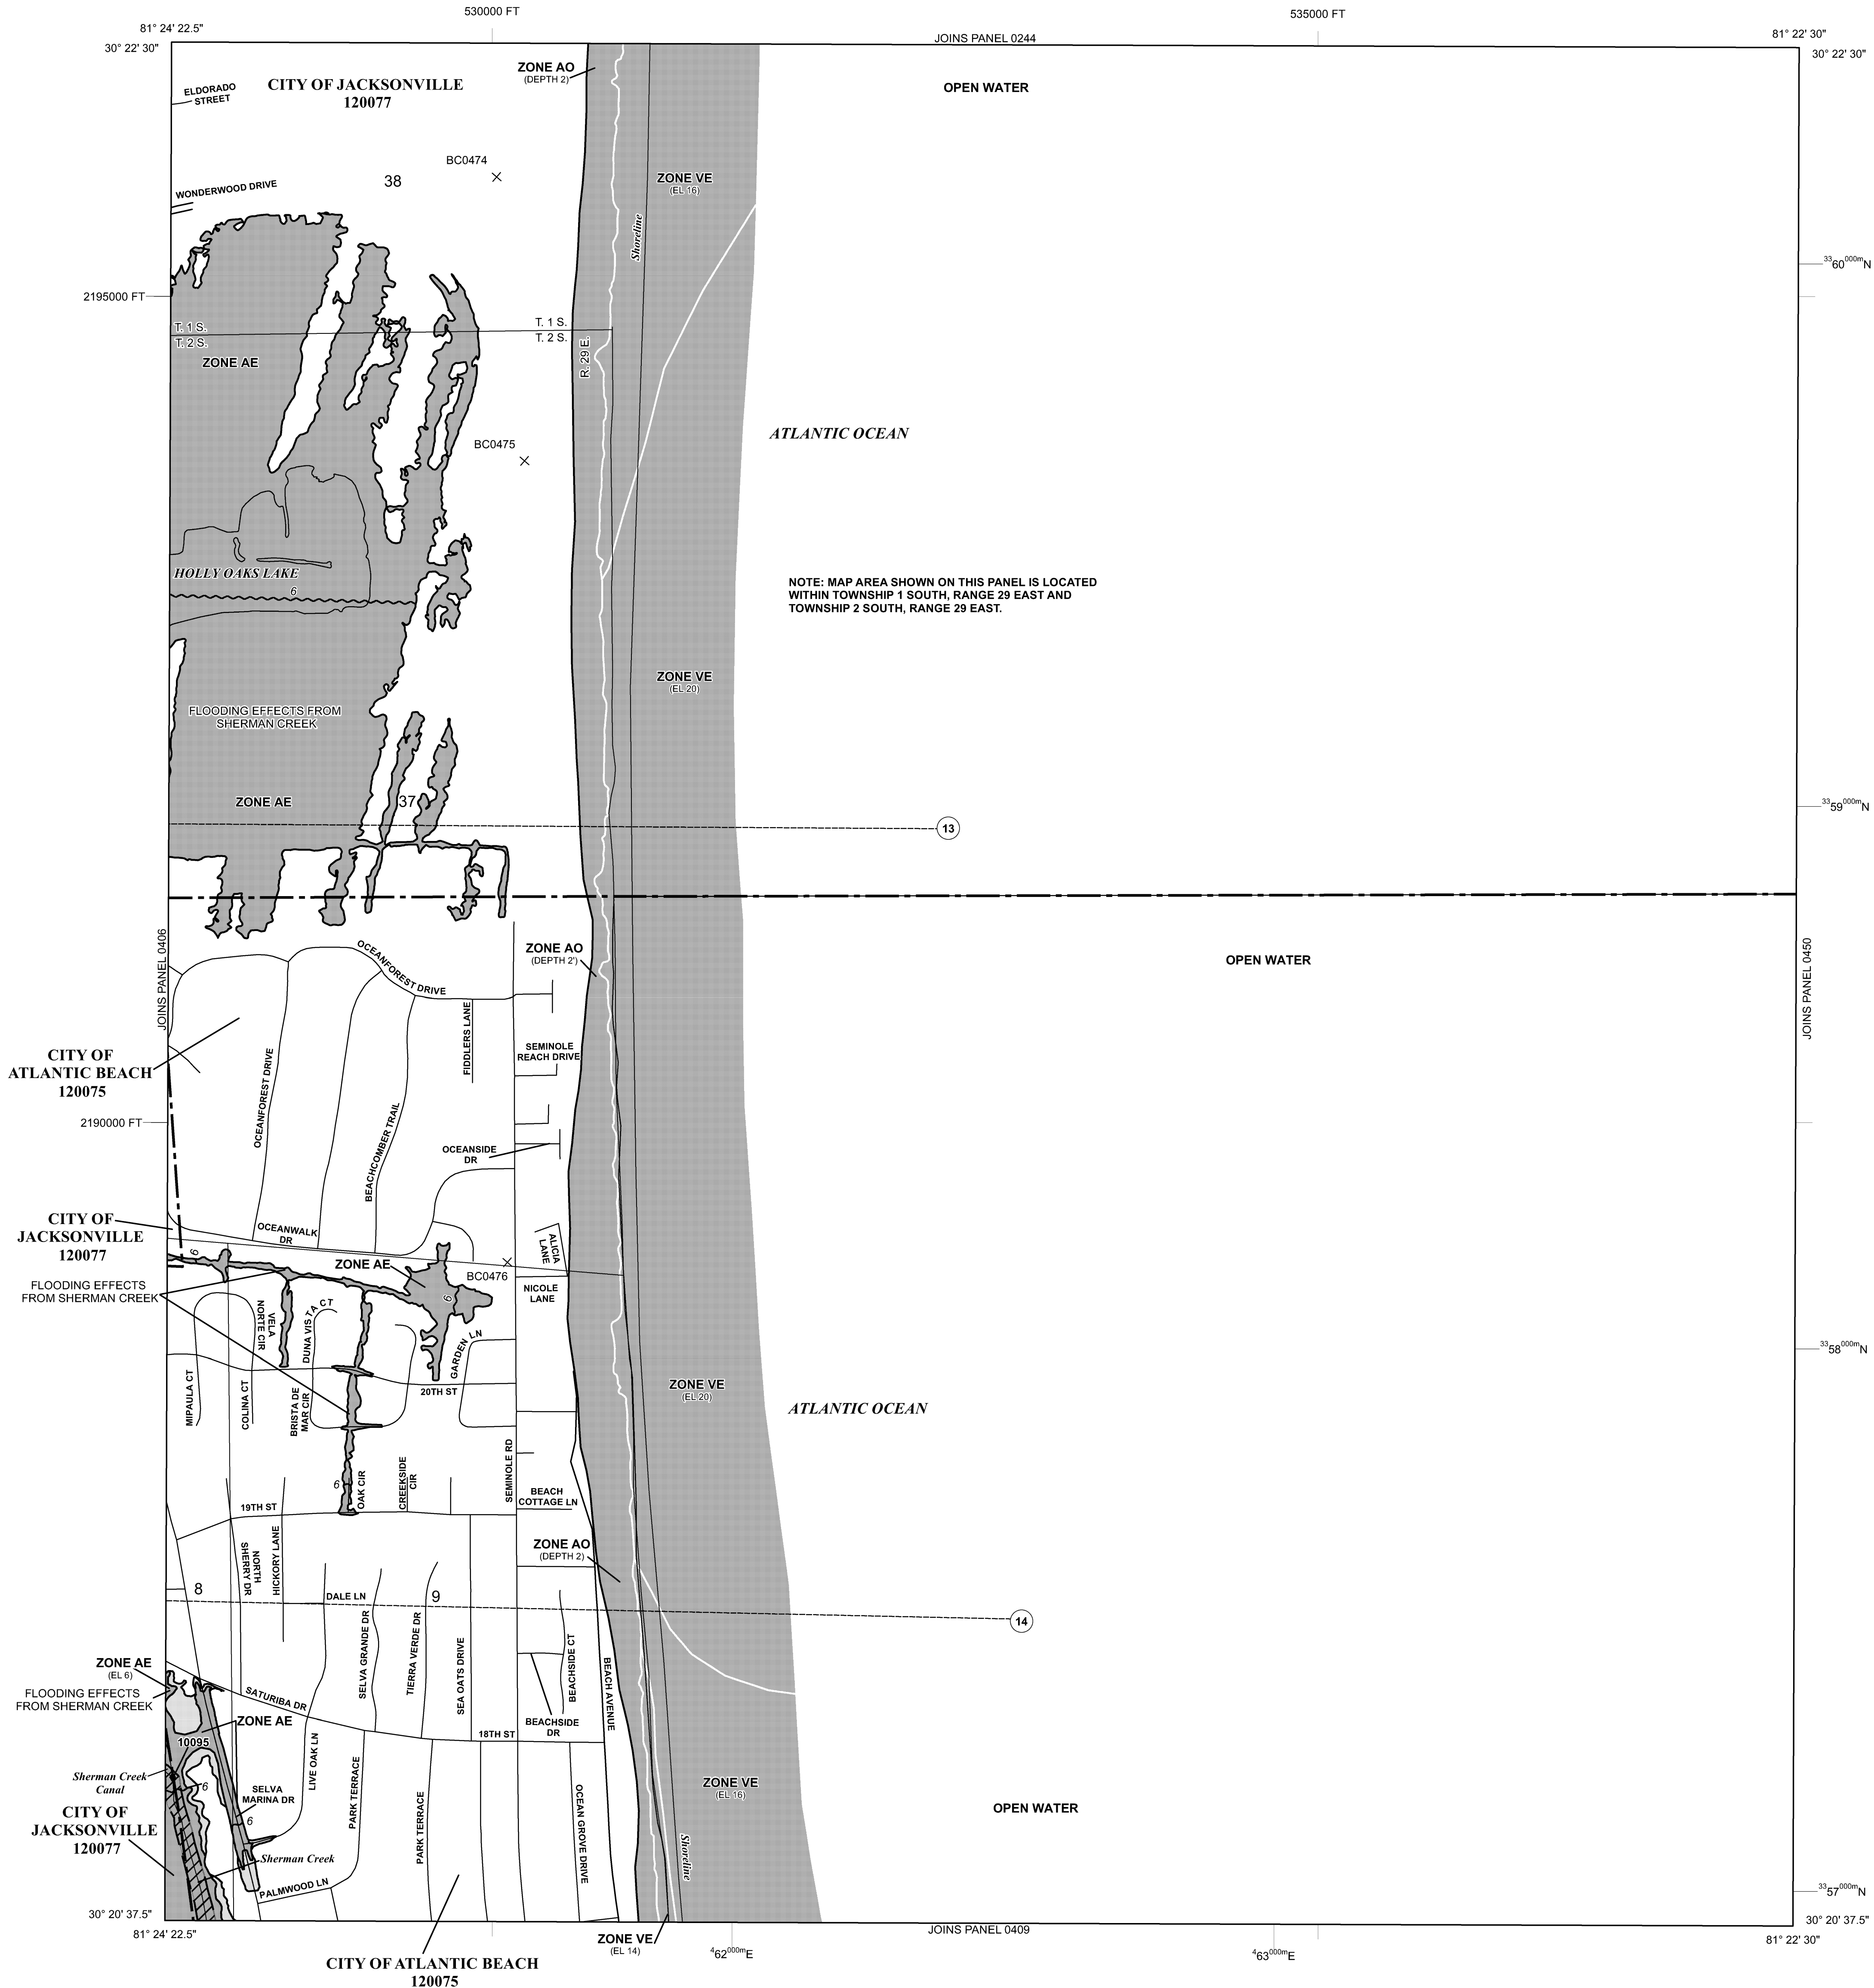 530000 FT
535000 FT
81° 24' 22.5"
30° 22' 30"
JOINS PANEL 0244
81° 22' 30"
30° 22' 30"
ZONE AO
(DEPTH 2)
CITY OF JACKSONVILLE
120077
ELDORADO
STREET
OPEN WATER
BC0474
38
WONDERWOOD DRIVE
ZONE VE
(EL 16)
Shoreline
3360000mN
2195000 FT
T. 1 S.
T. 2 S.
T. 1 S.
T. 2 S.
R. 29 E.
ZONE AE
ATLANTIC OCEAN
BC0475
HOLLY OAKS LAKE
6
NOTE: MAP AREA SHOWN ON THIS PANEL IS LOCATED
WITHIN TOWNSHIP 1 SOUTH, RANGE 29 EAST AND
TOWNSHIP 2 SOUTH, RANGE 29 EAST.
ZONE VE
(EL 20)
FLOODING EFFECTS FROM
SHERMAN CREEK
ZONE AE
37
3359000mN
13
JOINS PANEL 0406
OCEANFOREST DRIVE
ZONE AO
(DEPTH 2')
OPEN WATER
JOINS PANEL 0450
FIDDLERS LANE
SEMINOLE
REACH DRIVE
CITY OF
ATLANTIC BEACH
120075
OCEANFOREST DRIVE
BEACHCOMBER TRAIL
2190000 FT
OCEANSIDE
DR
CITY OF
JACKSONVILLE
120077
OCEANWALK
DR
ALICIA
LANE
6
ZONE AE
BC0476
FLOODING EFFECTS
FROM SHERMAN CREEK
NICOLE
LANE
6
VELA
NORTE CIR
DUNA VISTA CT
GARDEN LN
3358000mN
MIPAULA CT
COLINA CT
BRISTA DE
MAR CIR
20TH ST
ZONE VE
(EL 20)
ATLANTIC OCEAN
6
OAK CIR
CREEKSIDE
CIR
SEMINOLE RD
BEACH
COTTAGE LN
19TH ST
NORTH
SHERRY DR
HICKORY LANE
ZONE AO
(DEPTH 2)
8
DALE LN
9
14
SELVA GRANDE DR
TIERRA VERDE DR
SEA OATS DRIVE
BEACHSIDE CT
BEACH AVENUE
ZONE AE
(EL 6)
FLOODING EFFECTS
FROM SHERMAN CREEK
SATURIBA DR
ZONE AE
18TH ST
BEACHSIDE
DR
10095
LIVE OAK LN
PARK TERRACE
PARK TERRACE
OCEAN GROVE DRIVE
Sherman Creek
Canal
6
SELVA
MARINA DR
6
ZONE VE
(EL 16)
OPEN WATER
CITY OF
JACKSONVILLE
120077
Shoreline
Sherman Creek
PALMWOOD LN
3357000mN
30° 20' 37.5"
30° 20' 37.5"
81° 24' 22.5"
JOINS PANEL 0409
81° 22' 30"
ZONE VE
(EL 14)
462000mE
463000mE
CITY OF ATLANTIC BEACH
120075